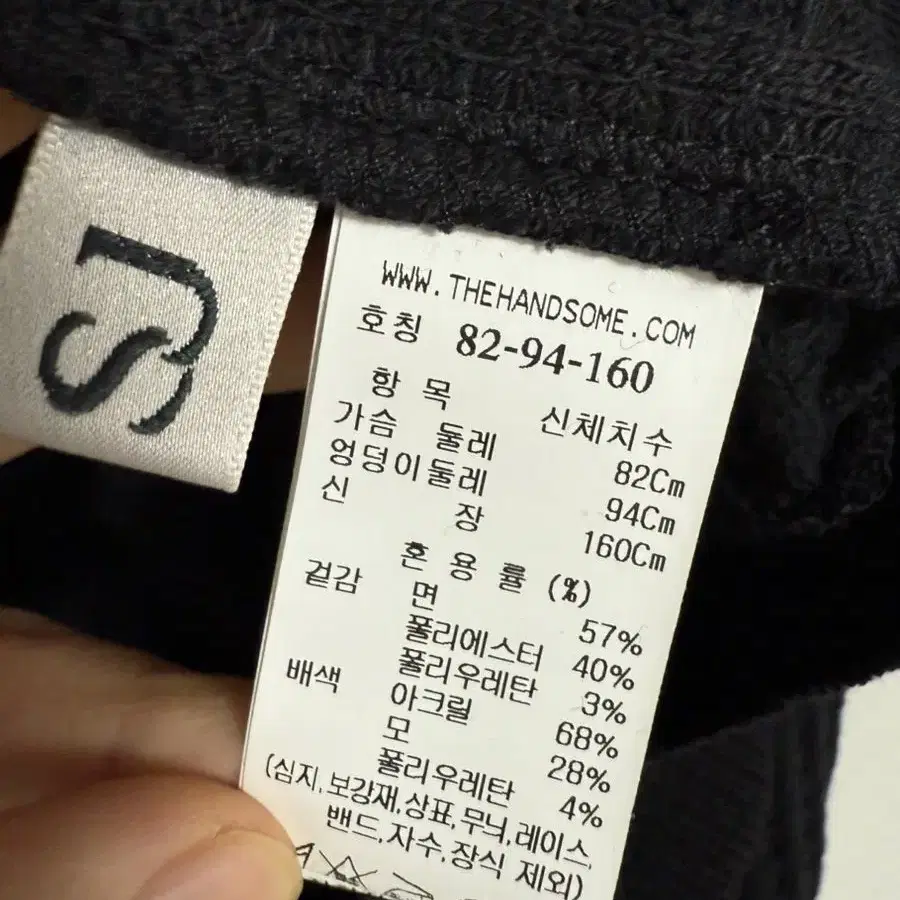 SJ
WWW.THEHANDSOME.COM
호칭 82-94-160
항 목 신체치수
가슴 둘레 82Cm
엉덩이둘레 94Cm
신 장 160Cm
혼 용 률 (%)
겉감 면 57%
폴리에스터 40%
폴리우레탄 3%
배색 아크릴 68%
모 28%
폴리우레탄 4%
(심지,보강재,상표,무늬,레이스,
밴드,자수,장식 제외)